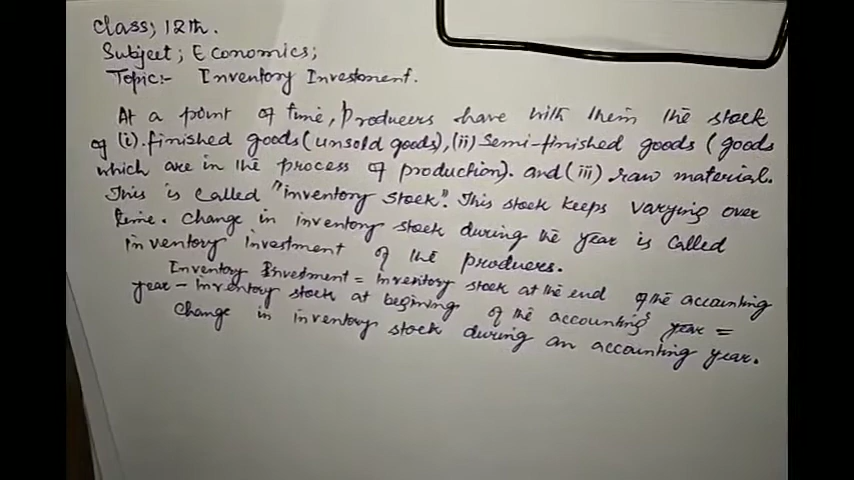 Class; 12th.
Subject; Economics;
Topic:- Inventory Investment.
At a point of time, Producers have with them the stock
of (i). finished goods (unsold goods), (ii) Semi-finished goods (goods
which are in the process of production). and (iii) raw material.
This is called "inventory stock". This stock keeps varying over
time. Change in inventory stock during the year is called
inventory investment of the producers.
Inventory Investment = Inventory stock at the end of the accounting
year - Inventory stock at begining of the accounting year =
Change in inventory stock during an accounting year.